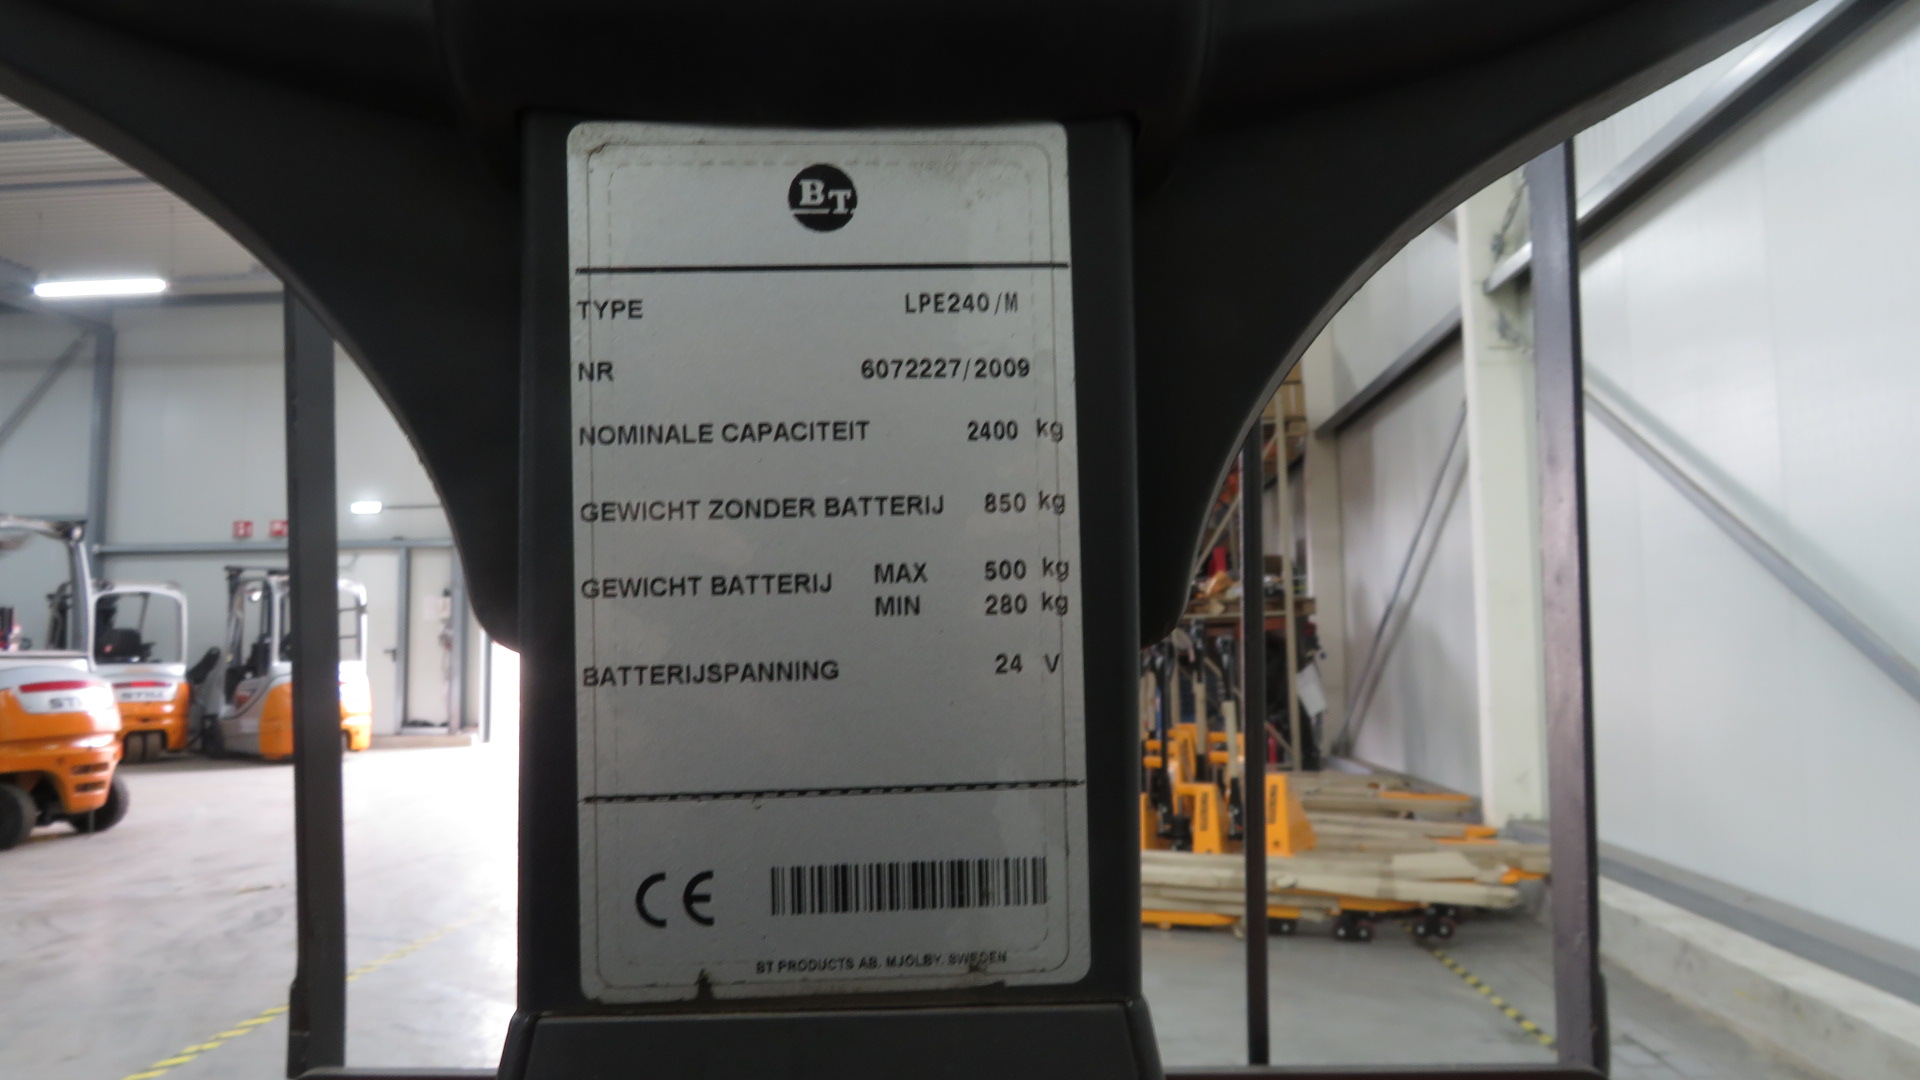 BT
TYPE LPE240/M
NR 6072227/2009
NOMINALE CAPACITEIT 2400 kg
GEWICHT ZONDER BATTERIJ 850 kg
GEWICHT BATTERIJ MAX 500 kg
MIN 280 kg
BATTERIJSPANNING 24 V
CE
BT PRODUCTS AB. MJOLBY. SWEDEN
STILL